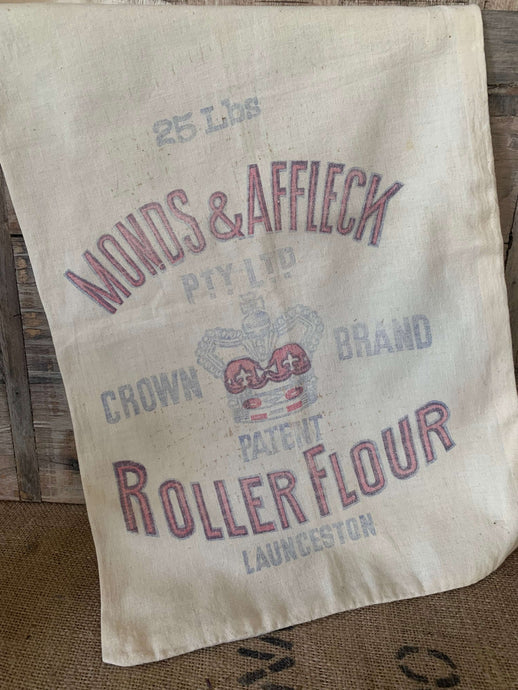 25 Lbs
MONDS & AFFLECK
PTY LTD
CROWN BRAND
PATENT
ROLLER FLOUR
LAUNCESTON